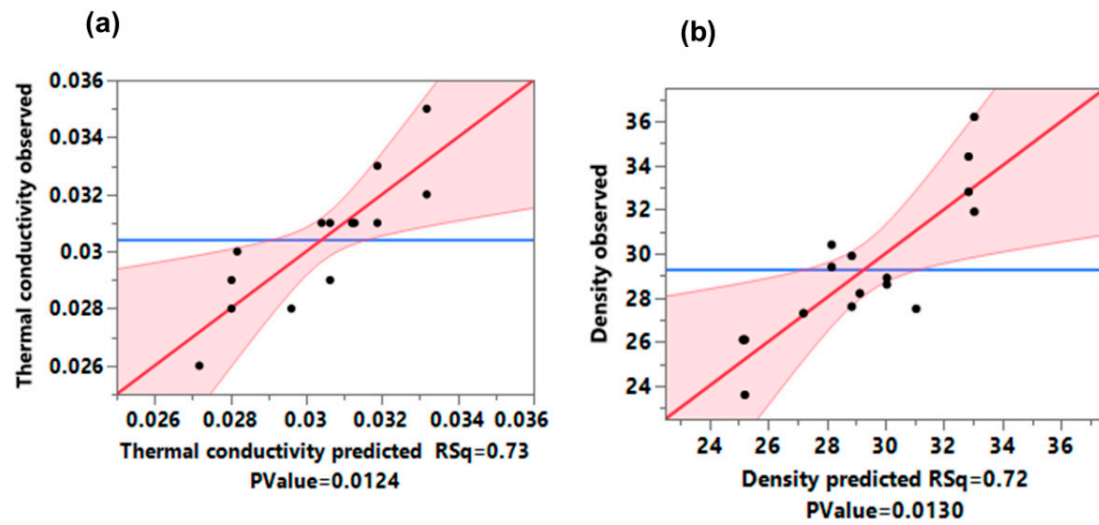 (a)
Thermal conductivity observed
0.036
0.034
0.032
0.03
0.028
0.026
0.026 0.028 0.03 0.032 0.034 0.036
Thermal conductivity predicted RSq=0.73
PValue=0.0124
(b)
Density observed
36
34
32
30
28
26
24
24 26 28 30 32 34 36
Density predicted RSq=0.72
PValue=0.0130